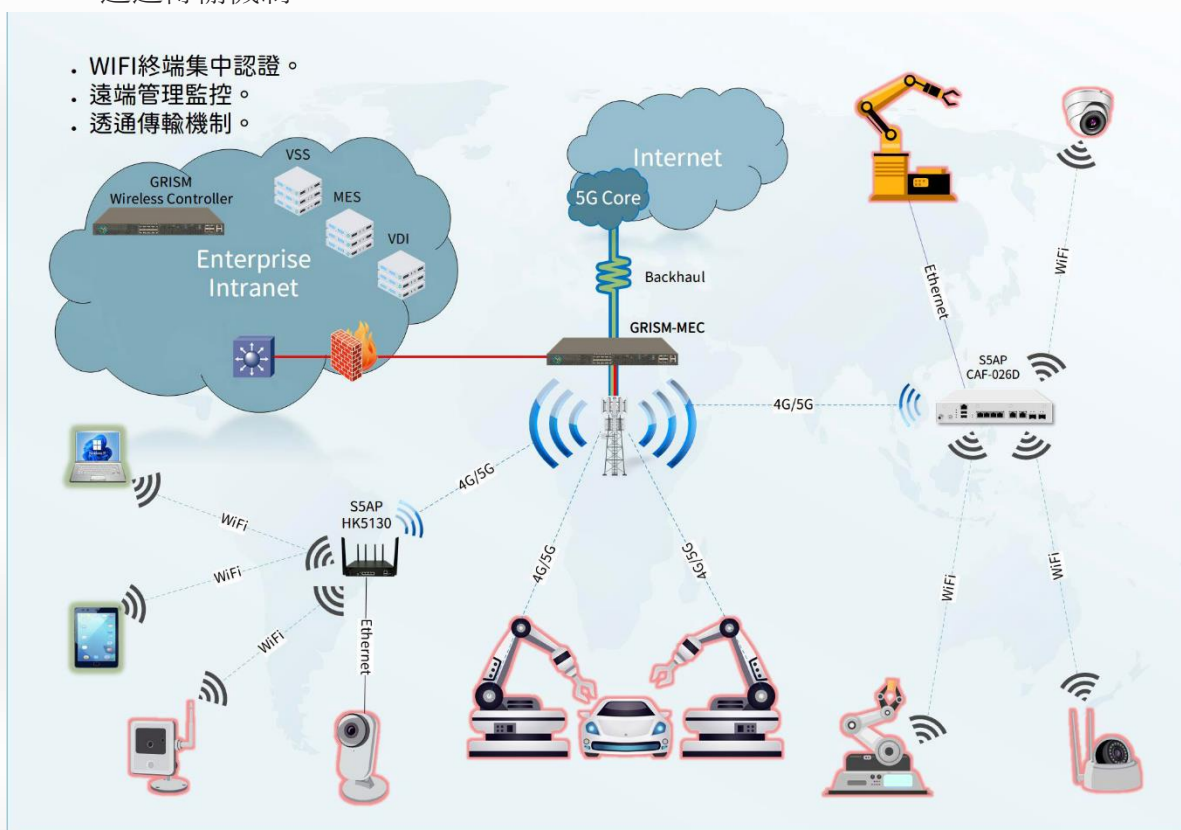 . WIFI終端集中認證。
. 遠端管理監控。
. 透通傳輸機制。
VSS
GRISM
Wireless Controller
MES
VDI
Enterprise
Intranet
Internet
5G Core
Backhaul
GRISM-MEC
Ethernet
WiFi
S5AP
CAF-026D
4G/5G
4G/5G
S5AP
HK5130
WiFi
WiFi
WiFi
Ethernet
4G/5G
4G/5G
WiFi
WiFi